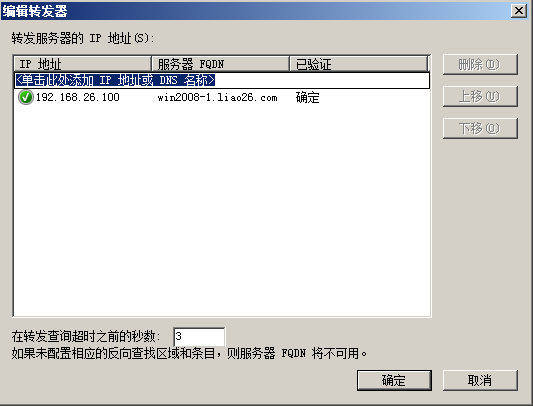 编辑转发器
转发服务器的 IP 地址(S):
IP 地址 服务器 FQDN 已验证
<单击此处添加 IP 地址或 DNS 名称>
192.168.26.100 win2008-1.liao26.com 确定
删除(D)
上移(U)
下移(O)
在转发查询超时之前的秒数: 3
如果未配置相应的反向查找区域和条目，则服务器 FQDN 将不可用。
确定 取消